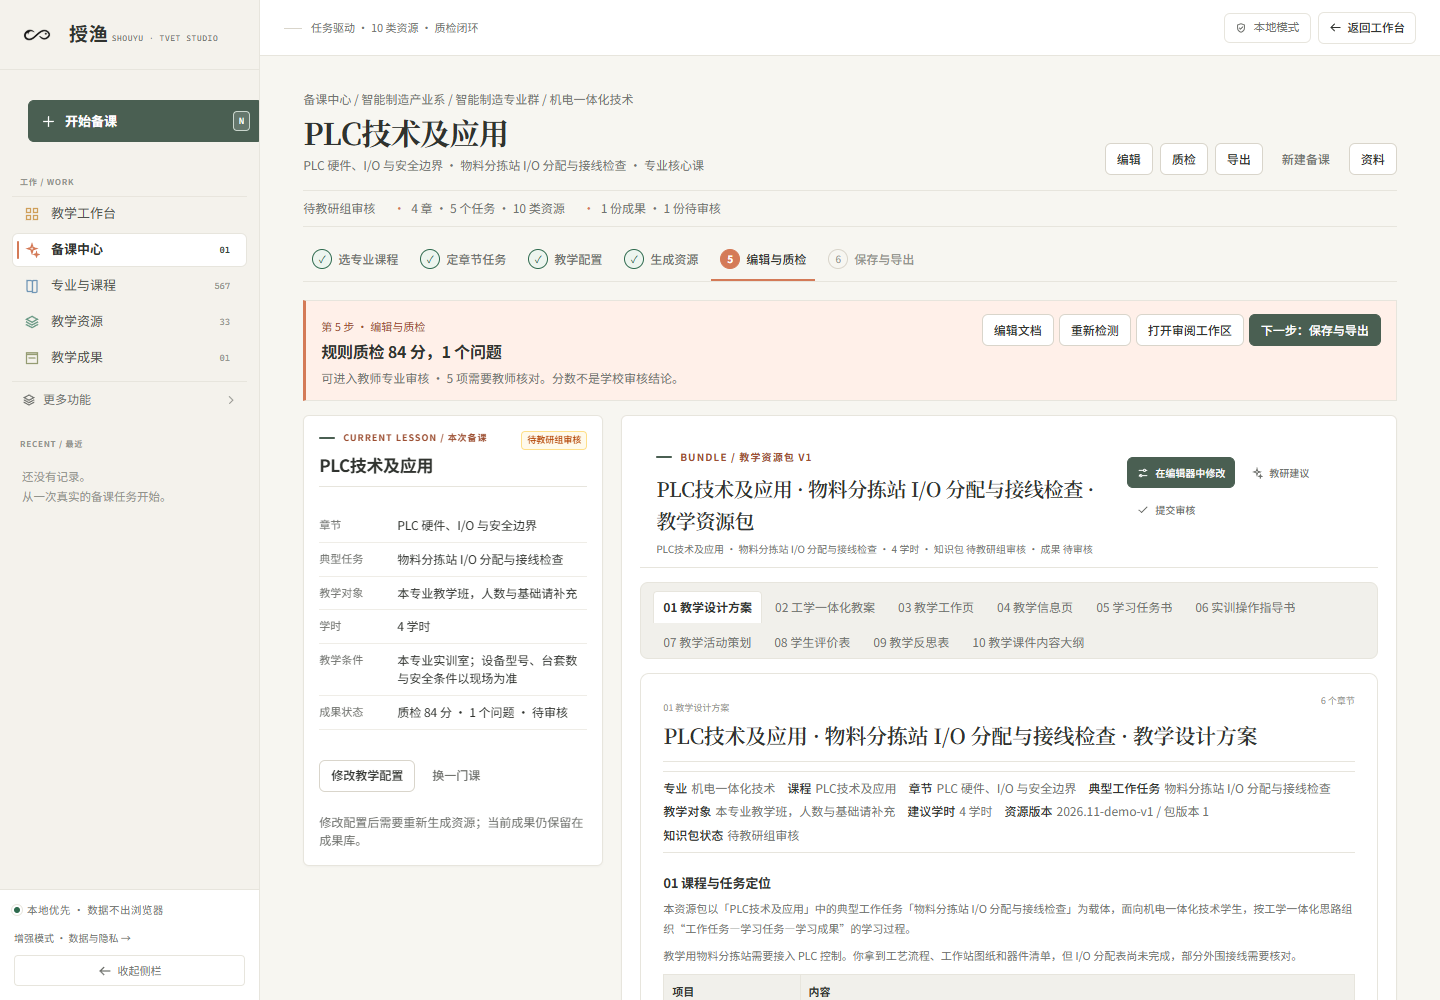 授渔 SHOUYU · TVET STUDIO
任务驱动 • 10 类资源 • 质检闭环
本地模式
返回工作台
开始备课 N
工作 / WORK
教学工作台
备课中心 01
专业与课程 567
教学资源 33
教学成果 01
更多功能
RECENT / 最近
还没有记录。
从一次真实的备课任务开始。
本地优先 • 数据不出浏览器
增强模式 • 数据与隐私 →
收起侧栏
备课中心 / 智能制造产业系 / 智能制造专业群 / 机电一体化技术
PLC技术及应用
PLC 硬件、I/O 与安全边界 • 物料分拣站 I/O 分配与接线检查 • 专业核心课
编辑 质检 导出 新建备课 资料
待教研组审核 • 4 章 • 5 个任务 • 10 类资源 • 1 份成果 • 1 份待审核
✓ 选专业课程 ✓ 定章节任务 ✓ 教学配置 ✓ 生成资源 5 编辑与质检 6 保存与导出
第 5 步 • 编辑与质检
规则质检 84 分，1 个问题
可进入教师专业审核 • 5 项需要教师核对。分数不是学校审核结论。
编辑文档 重新检测 打开审阅工作区 下一步：保存与导出
CURRENT LESSON / 本次备课
待教研组审核
PLC技术及应用
章节 PLC 硬件、I/O 与安全边界
典型任务 物料分拣站 I/O 分配与接线检查
教学对象 本专业教学班，人数与基础请补充
学时 4 学时
教学条件 本专业实训室；设备型号、台套数
与安全条件以现场为准
成果状态 质检 84 分 • 1 个问题 • 待审核
修改教学配置 换一门课
修改配置后需要重新生成资源；当前成果仍保留在
成果库。
BUNDLE / 教学资源包 V1
PLC技术及应用 · 物料分拣站 I/O 分配与接线检查 ·
教学资源包
PLC技术及应用 • 物料分拣站 I/O 分配与接线检查 • 4 学时 • 知识包 待教研组审核 • 成果 待审核
在编辑器中修改 教研建议
提交审核
01 教学设计方案 02 工学一体化教案 03 教学工作页 04 教学信息页 05 学习任务书 06 实训操作指导书
07 教学活动策划 08 学生评价表 09 教学反思表 10 教学课件内容大纲
01 教学设计方案
6 个章节
PLC技术及应用 · 物料分拣站 I/O 分配与接线检查 · 教学设计方案
专业 机电一体化技术 课程 PLC技术及应用 章节 PLC 硬件、I/O 与安全边界 典型工作任务 物料分拣站 I/O 分配与接线检查
教学对象 本专业教学班，人数与基础请补充 建议学时 4 学时 资源版本 2026.11-demo-v1 / 包版本 1
知识包状态 待教研组审核
01 课程与任务定位
本资源包以「PLC技术及应用」中的典型工作任务「物料分拣站 I/O 分配与接线检查」为载体，面向机电一体化技术学生，按工学一体化思路组
织“工作任务—学习任务—学习成果”的学习过程。
教学用物料分拣站需要接入 PLC 控制。你拿到工艺流程、工作站图纸和器件清单，但 I/O 分配表尚未完成，部分外围接线需要核对。
项目 内容